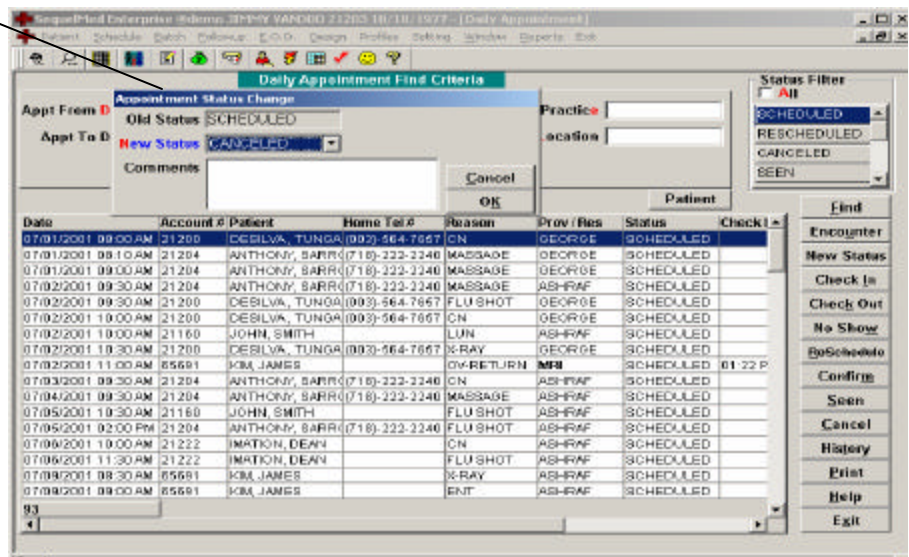 SequelMed Enterprise @demo JIMMY VANDOO 21203 10/10/1977 - [Daily Appointment]
Patient Schedule Batch Followup E.O.D. Design Profiles Setting Window Reports Exit
Daily Appointment Find Criteria
Status Filter
All
Appt From D
Appt To D
Practice
Location
SCHEDULED
RESCHEDULED
CANCELED
SEEN
Appointment Status Change
Old Status SCHEDULED
New Status CANCELED
Comments
Cancel
OK
Patient
Date Account # Patient Home Tel # Reason Prov / Res Status Check I
07/01/2001 09:00 AM 21200 DESILVA, TUNGA (003)-564-7657 CN GEORGE SCHEDULED
07/01/2001 08:10 AM 21204 ANTHONY, BARR (718)-222-2240 MASSAGE GEORGE SCHEDULED
07/01/2001 09:00 AM 21204 ANTHONY, BARR (718)-222-2240 MASSAGE GEORGE SCHEDULED
07/02/2001 09:30 AM 21204 ANTHONY, BARR (718)-222-2240 MASSAGE ASHRAF SCHEDULED
07/02/2001 09:30 AM 21200 DESILVA, TUNGA (003)-564-7657 FLU SHOT GEORGE SCHEDULED
07/02/2001 10:00 AM 21200 DESILVA, TUNGA (003)-564-7657 CN GEORGE SCHEDULED
07/02/2001 10:00 AM 21160 JOHN, SMITH LUN ASHRAF SCHEDULED
07/02/2001 10:30 AM 21200 DESILVA, TUNGA (003)-564-7657 X-RAY GEORGE SCHEDULED
07/02/2001 11:00 AM 65691 KIM, JAMES OV-RETURN MRI SCHEDULED 01:22 P
07/03/2001 09:30 AM 21204 ANTHONY, BARR (718)-222-2240 CN ASHRAF SCHEDULED
07/04/2001 09:30 AM 21204 ANTHONY, BARR (718)-222-2240 MASSAGE ASHRAF SCHEDULED
07/05/2001 10:30 AM 21160 JOHN, SMITH FLU SHOT ASHRAF SCHEDULED
07/05/2001 02:00 PM 21204 ANTHONY, BARR (718)-222-2240 FLU SHOT ASHRAF SCHEDULED
07/06/2001 10:00 AM 21222 IMATION, DEAN CN ASHRAF SCHEDULED
07/06/2001 11:30 AM 21222 IMATION, DEAN FLU SHOT ASHRAF SCHEDULED
07/09/2001 08:30 AM 65691 KIM, JAMES X-RAY ASHRAF SCHEDULED
07/09/2001 09:00 AM 65691 KIM, JAMES ENT ASHRAF SCHEDULED
93
Find
Encounter
New Status
Check In
Check Out
No Show
ReSchedule
Confirm
Seen
Cancel
History
Print
Help
Exit